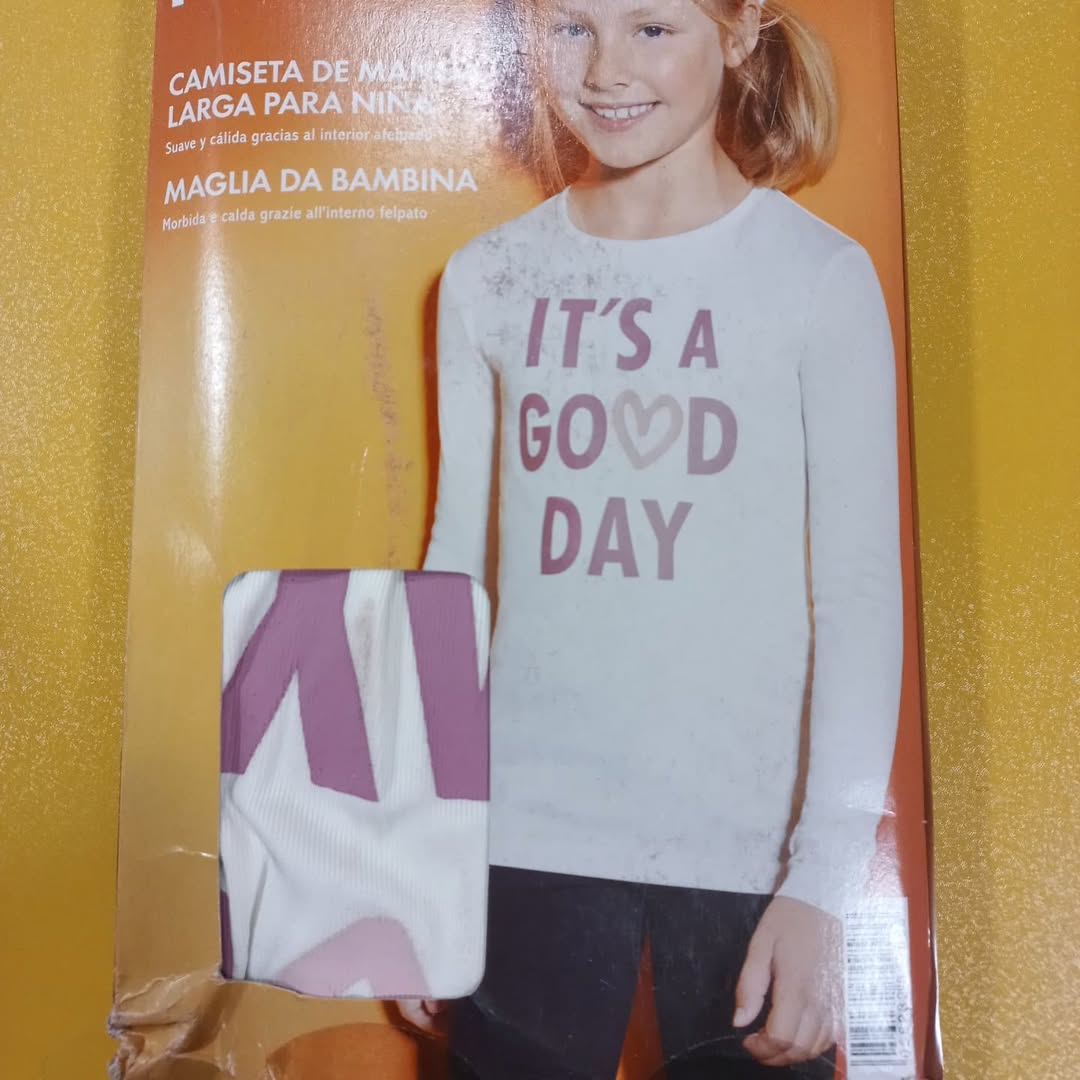 CAMISETA DE MANGA
LARGA PARA NIÑA
Suave y cálida gracias al interior afelpado
MAGLIA DA BAMBINA
Morbida e calda grazie all'interno felpato
IT'S A
GOOD
DAY